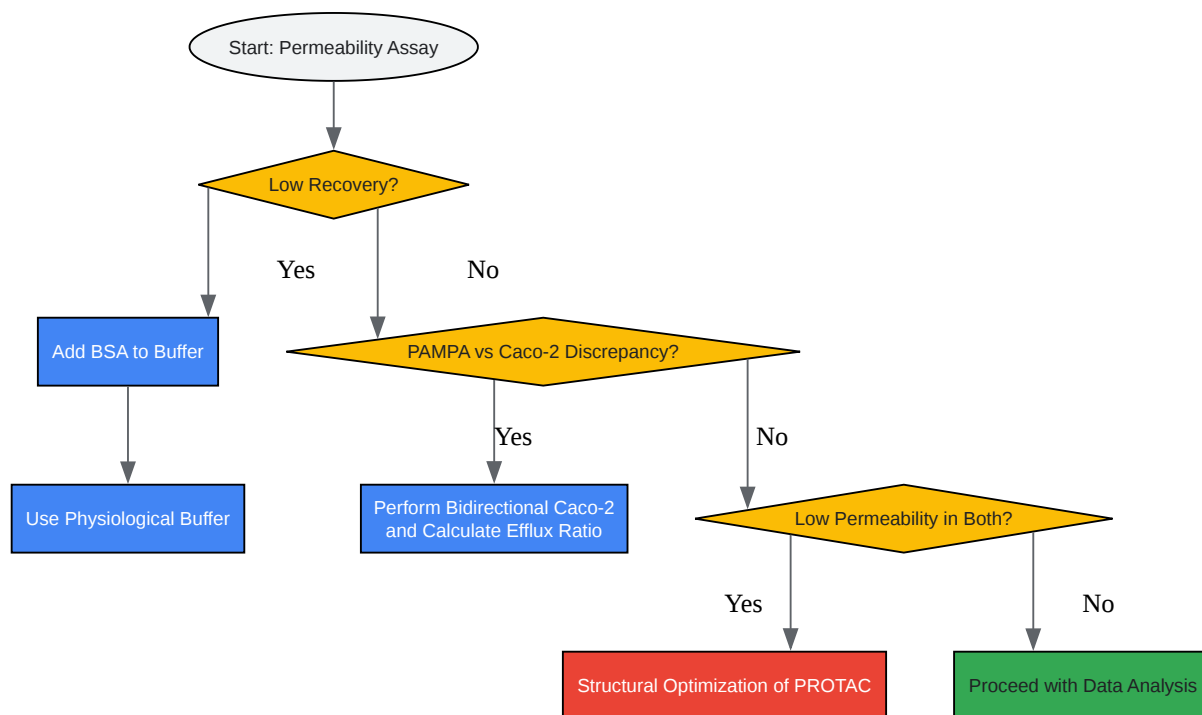 Start: Permeability Assay
Low Recovery?
Yes
No
Add BSA to Buffer
PAMPA vs Caco-2 Discrepancy?
Yes
No
Use Physiological Buffer
Perform Bidirectional Caco-2
and Calculate Efflux Ratio
Low Permeability in Both?
Yes
No
Structural Optimization of PROTAC
Proceed with Data Analysis